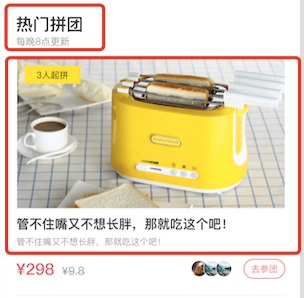 热门拼团
每晚8点更新
3人起拼
管不住嘴又不想长胖，那就吃这个吧！
管不住嘴又不想长胖，那就吃这个吧！
¥298 ¥9.8 去参团